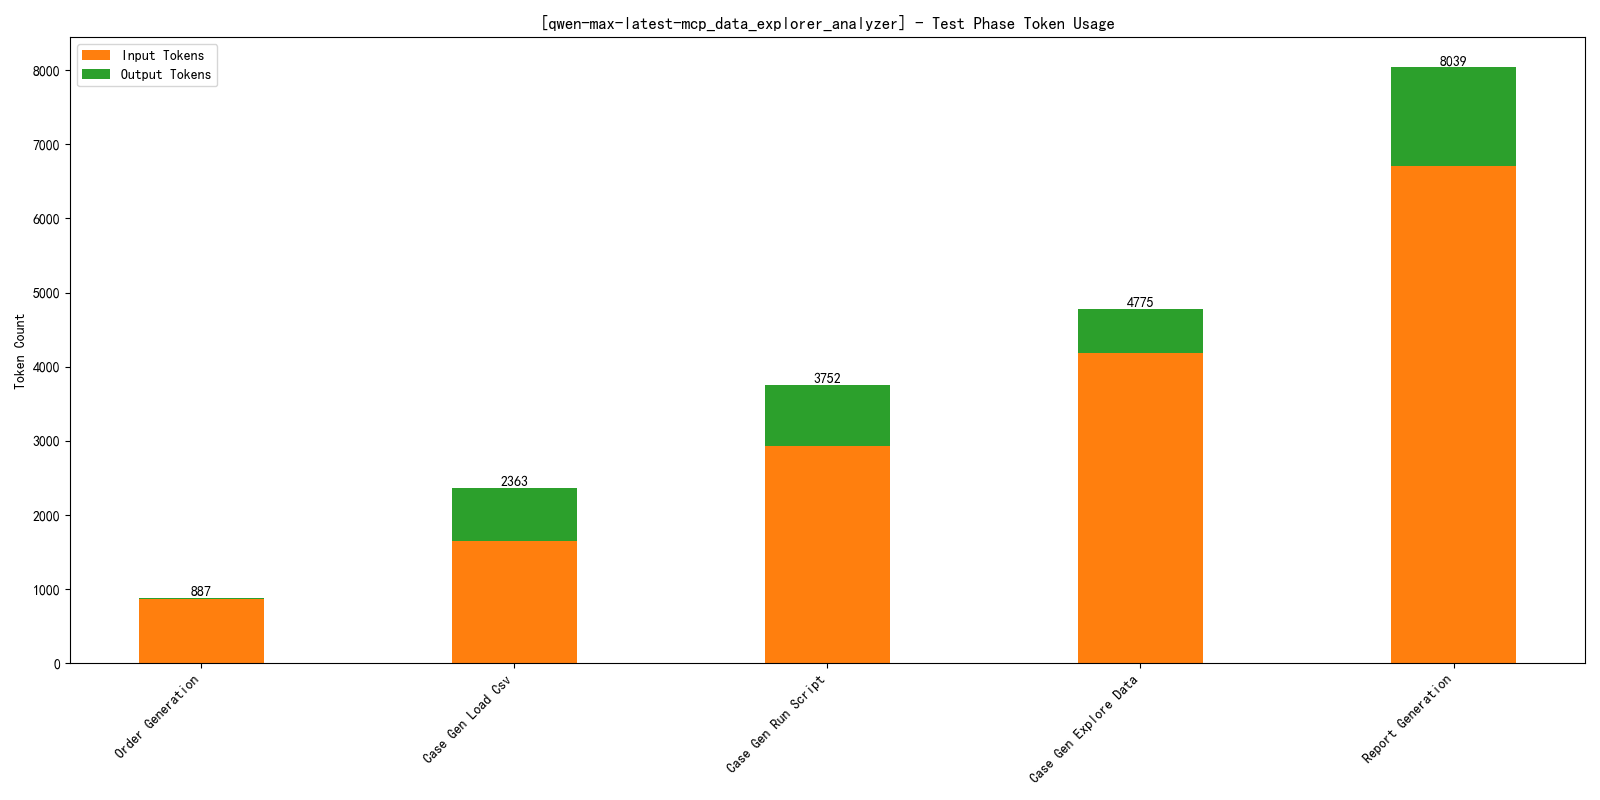 [qwen-max-latest-mcp_data_explorer_analyzer] - Test Phase Token Usage
Input Tokens
Output Tokens
Token Count
8000
7000
6000
5000
4000
3000
2000
1000
0
887
2363
3752
4775
8039
Order Generation
Case Gen Load Csv
Case Gen Run Script
Case Gen Explore Data
Report Generation